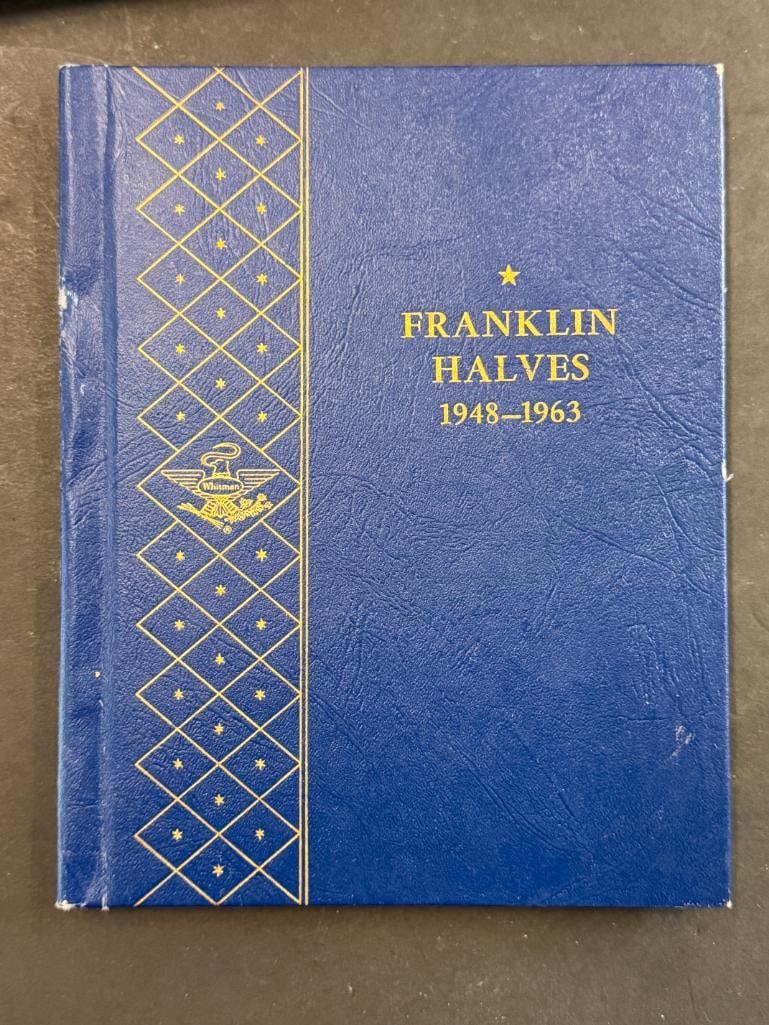 FRANKLIN
HALVES
1948–1963
Whitman